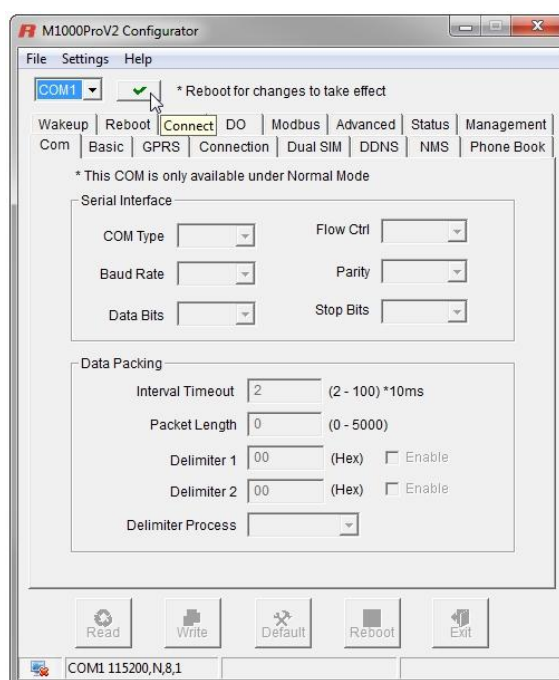 M1000ProV2 Configurator
File Settings Help
COM1 * Reboot for changes to take effect
Wakeup Reboot Connect DO Modbus Advanced Status Management
Com Basic GPRS Connection Dual SIM DDNS NMS Phone Book
* This COM is only available under Normal Mode
Serial Interface
COM Type Flow Ctrl
Baud Rate Parity
Data Bits Stop Bits
Data Packing
Interval Timeout 2 (2 - 100) *10ms
Packet Length 0 (0 - 5000)
Delimiter 1 00 (Hex) Enable
Delimiter 2 00 (Hex) Enable
Delimiter Process
Read Write Default Reboot Exit
COM1 115200,N,8,1